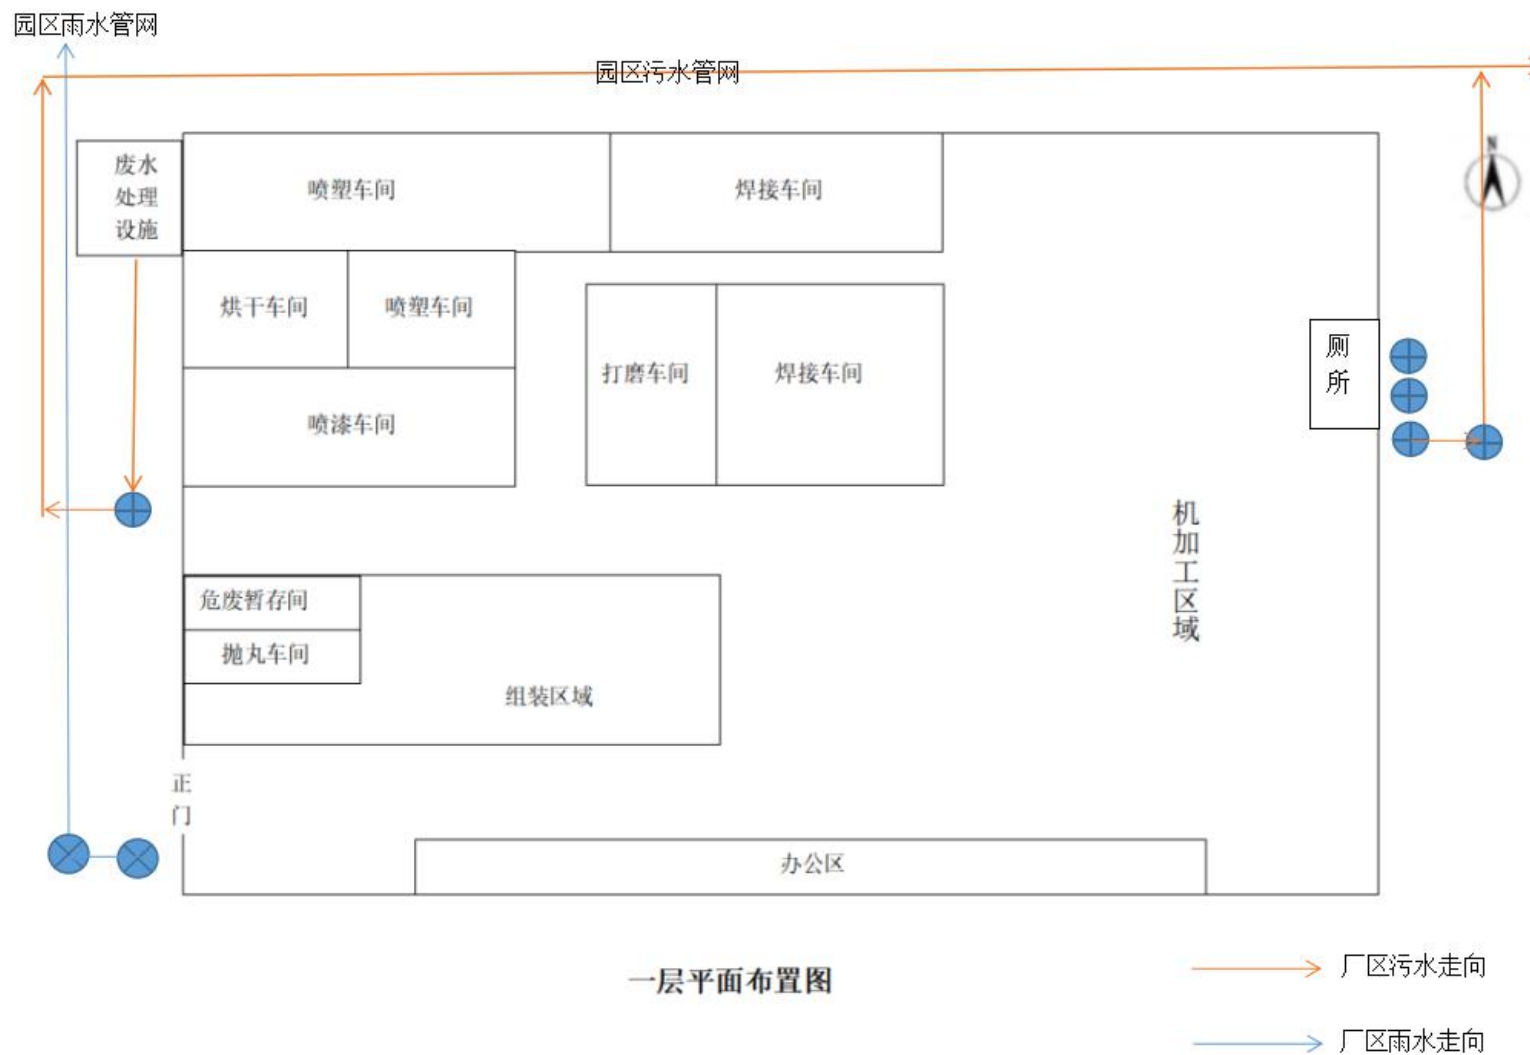 园区雨水管网
园区污水管网
N
废水
处理
设施
喷塑车间
焊接车间
烘干车间
喷塑车间
喷漆车间
打磨车间
焊接车间
厕
所
机
加
工
区
域
危废暂存间
抛丸车间
组装区域
正
门
办公区
一层平面布置图
厂区污水走向
厂区雨水走向